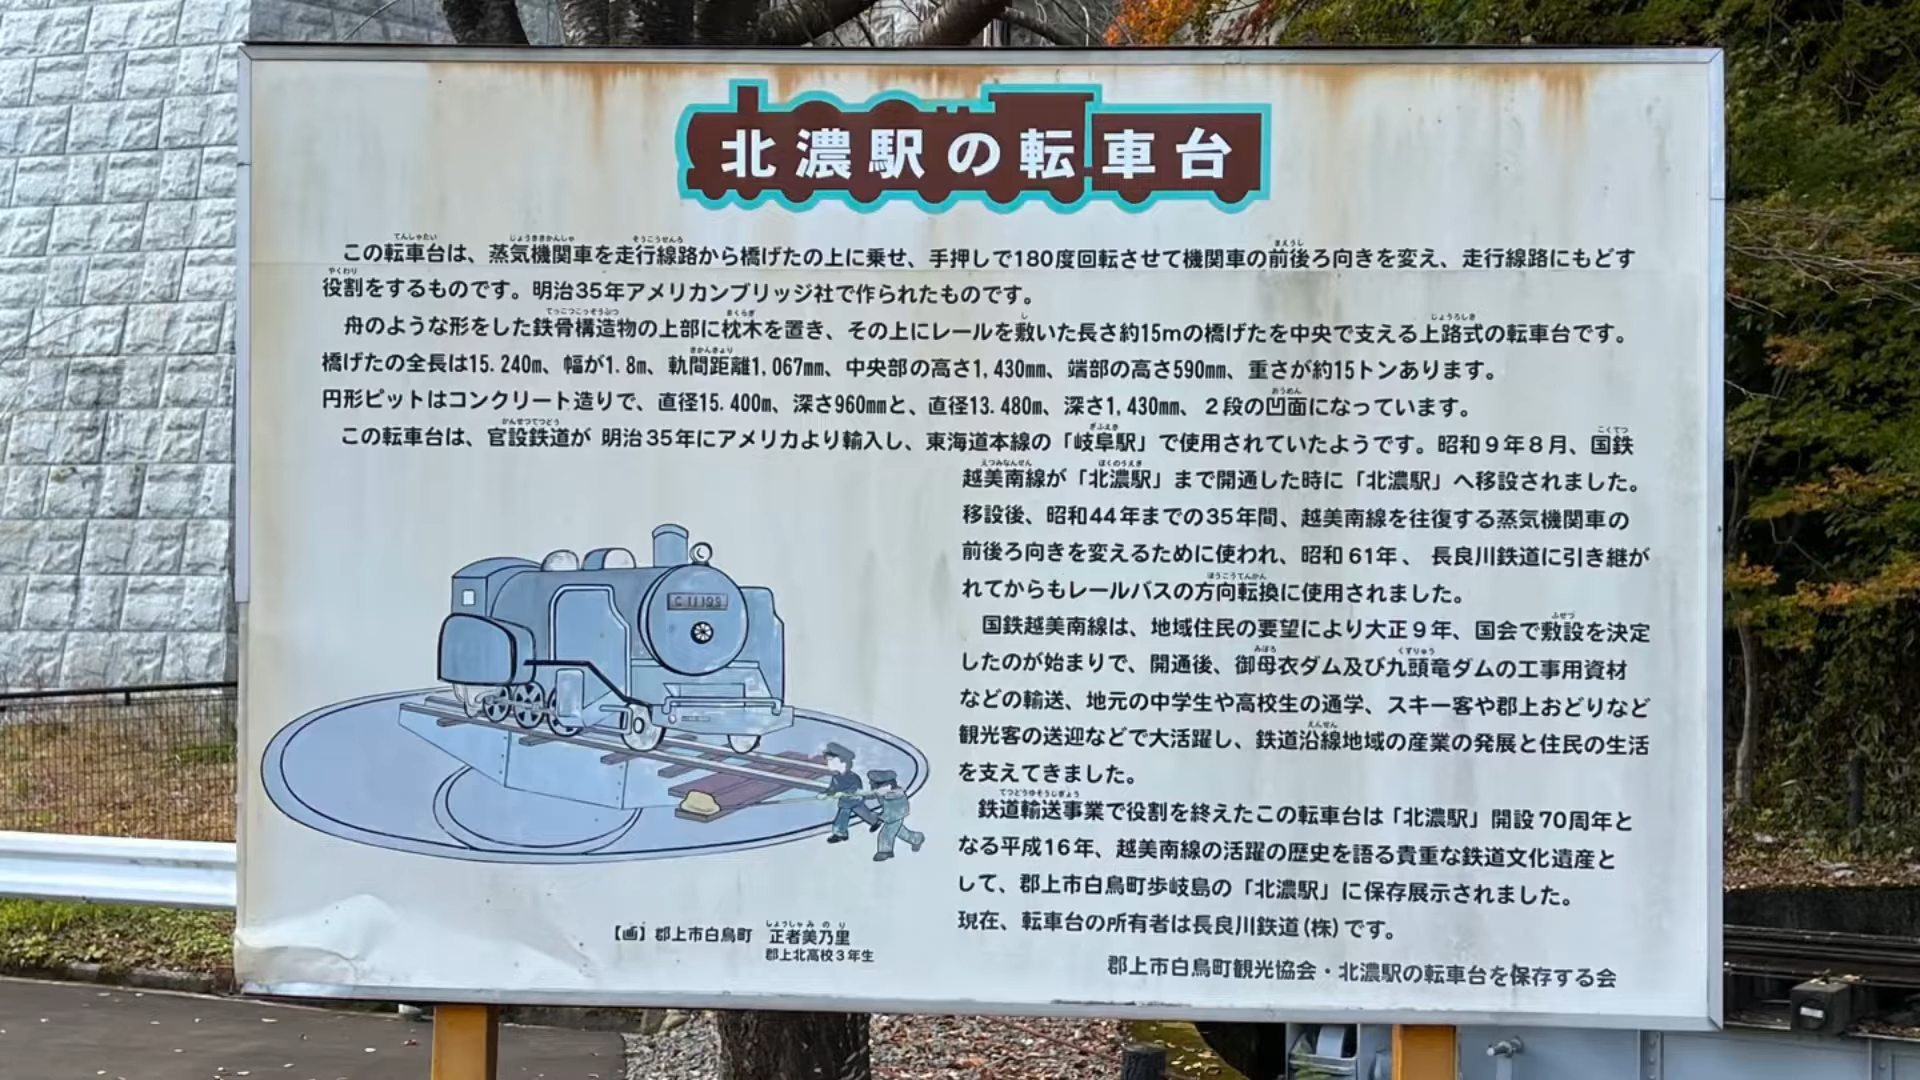 北濃駅の転車台
この転車台は、蒸気機関車を走行線路から橋げたの上に乗せ、手押しで180度回転させて機関車の前後ろ向きを変え、走行線路にもどす
役割をするものです。明治35年アメリカンブリッジ社で作られたものです。
舟のような形をした鉄骨構造物の上部に枕木を置き、その上にレールを敷いた長さ約15mの橋げたを中央で支える上路式の転車台です。
橋げたの全長は15.240m、幅が1.8m、軌間距離1,067mm、中央部の高さ1,430mm、端部の高さ590mm、重さが約15トンあります。
円形ピットはコンクリート造りで、直径15.400m、深さ960mmと、直径13.480m、深さ1,430mm、２段の凹面になっています。
この転車台は、官設鉄道が 明治35年にアメリカより輸入し、東海道本線の「岐阜駅」で使用されていたようです。昭和９年８月、国鉄
越美南線が「北濃駅」まで開通した時に「北濃駅」へ移設されました。
移設後、昭和44年までの35年間、越美南線を往復する蒸気機関車の
前後ろ向きを変えるために使われ、昭和61年、長良川鉄道に引き継が
れてからもレールバスの方向転換に使用されました。
国鉄越美南線は、地域住民の要望により大正９年、国会で敷設を決定
したのが始まりで、開通後、御母衣ダム及び九頭竜ダムの工事用資材
などの輸送、地元の中学生や高校生の通学、スキー客や郡上おどりなど
観光客の送迎などで大活躍し、鉄道沿線地域の産業の発展と住民の生活
を支えてきました。
鉄道輸送事業で役割を終えたこの転車台は「北濃駅」開設70周年と
なる平成16年、越美南線の活躍の歴史を語る貴重な鉄道文化遺産と
して、郡上市白鳥町歩岐島の「北濃駅」に保存展示されました。
現在、転車台の所有者は長良川鉄道(株)です。
C11195
【画】郡上市白鳥町 正者美乃里
郡上北高校３年生
郡上市白鳥町観光協会・北濃駅の転車台を保存する会